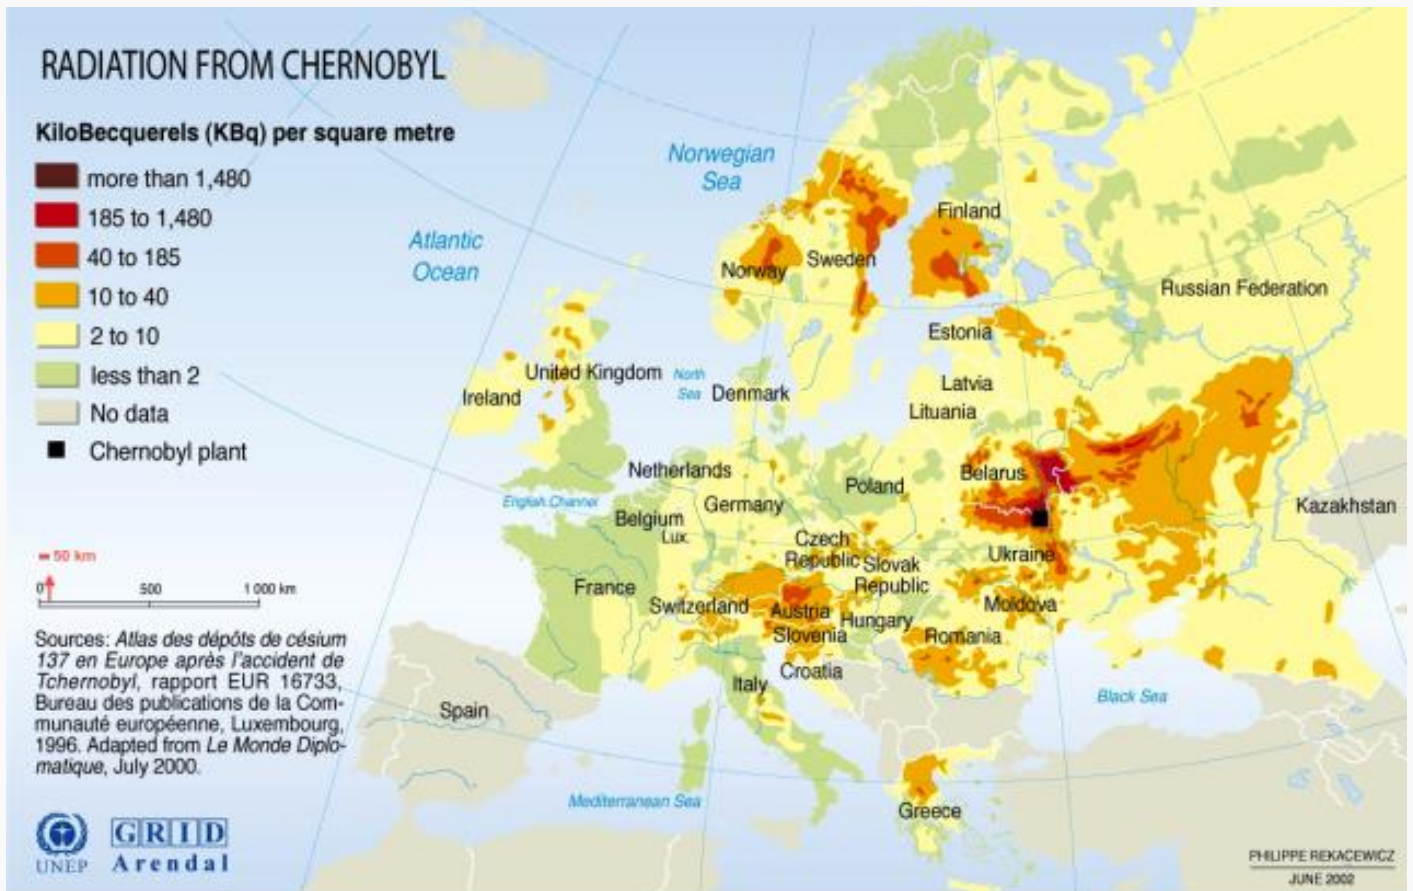 RADIATION FROM CHERNOBYL
KiloBecquerels (KBq) per square metre
more than 1,480
185 to 1,480
40 to 185
10 to 40
2 to 10
less than 2
No data
Chernobyl plant
Norwegian
Sea
Atlantic
Ocean
Finland
Norway
Sweden
Russian Federation
Estonia
United Kingdom
North
Sea
Denmark
Latvia
Ireland
Lituania
Netherlands
Belarus
Poland
English Channel
Germany
Kazakhstan
Belgium
Lux.
Czech
Republic
Slovak
Republic
Ukraine
France
Switzerland
Austria
Moldova
Hungary
Slovenia
Romania
Croatia
Italy
Spain
Black Sea
Mediterranean Sea
Greece
50 km
0 500 1 000 km
Sources: Atlas des dépôts de césium
137 en Europe après l'accident de
Tchernobyl, rapport EUR 16733,
Bureau des publications de la Com-
munauté européenne, Luxembourg,
1996. Adapted from Le Monde Diplo-
matique, July 2000.
UNEP
GRID
Arendal
PHILIPPE REKACEWICZ
JUNE 2002